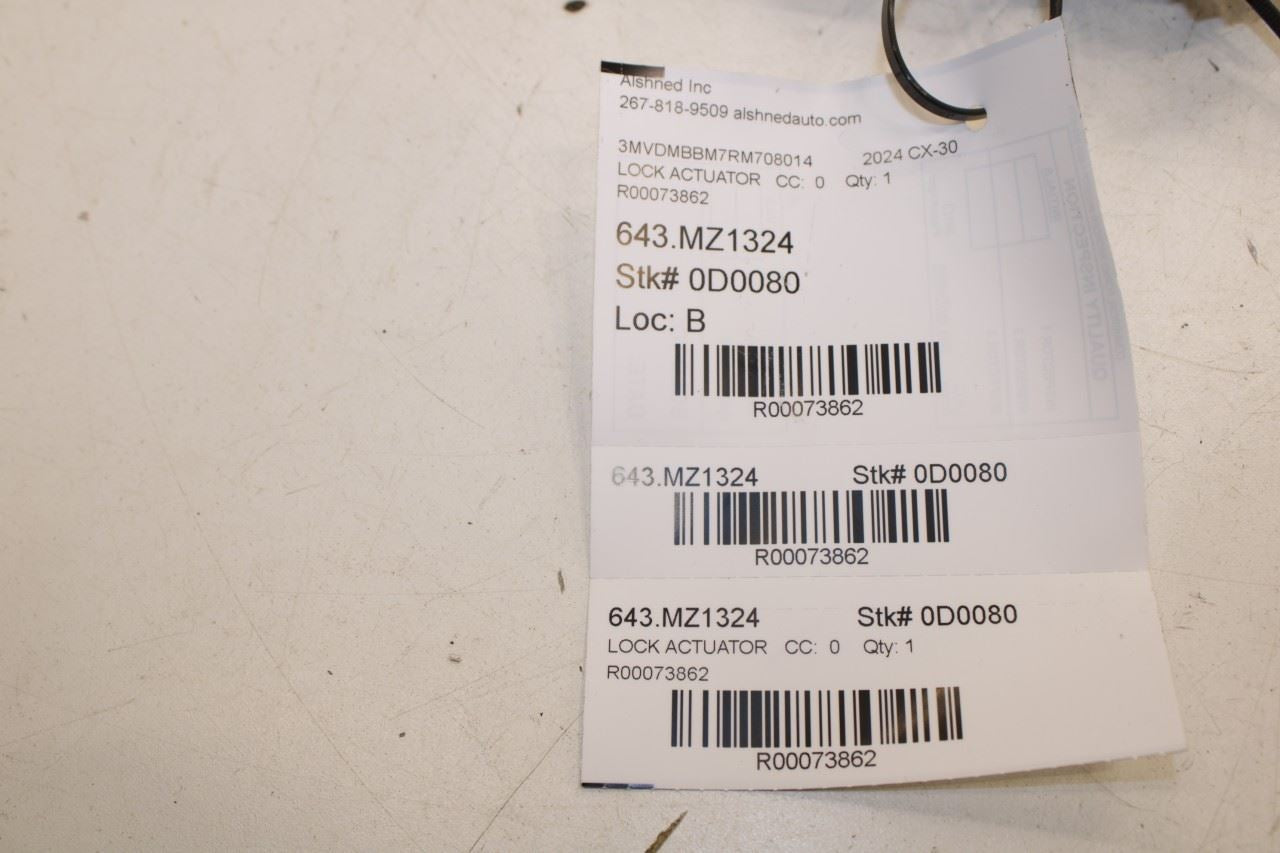 Alshned Inc
267-818-9509 alshnedauto.com
3MVDMBBM7RM708014 2024 CX-30
LOCK ACTUATOR CC: 0 Qty: 1
R00073862
643.MZ1324
Stk# 0D0080
Loc: B
R00073862
643.MZ1324 Stk# 0D0080
R00073862
643.MZ1324 Stk# 0D0080
LOCK ACTUATOR CC: 0 Qty: 1
R00073862
R00073862
QUALITY INSPECTION